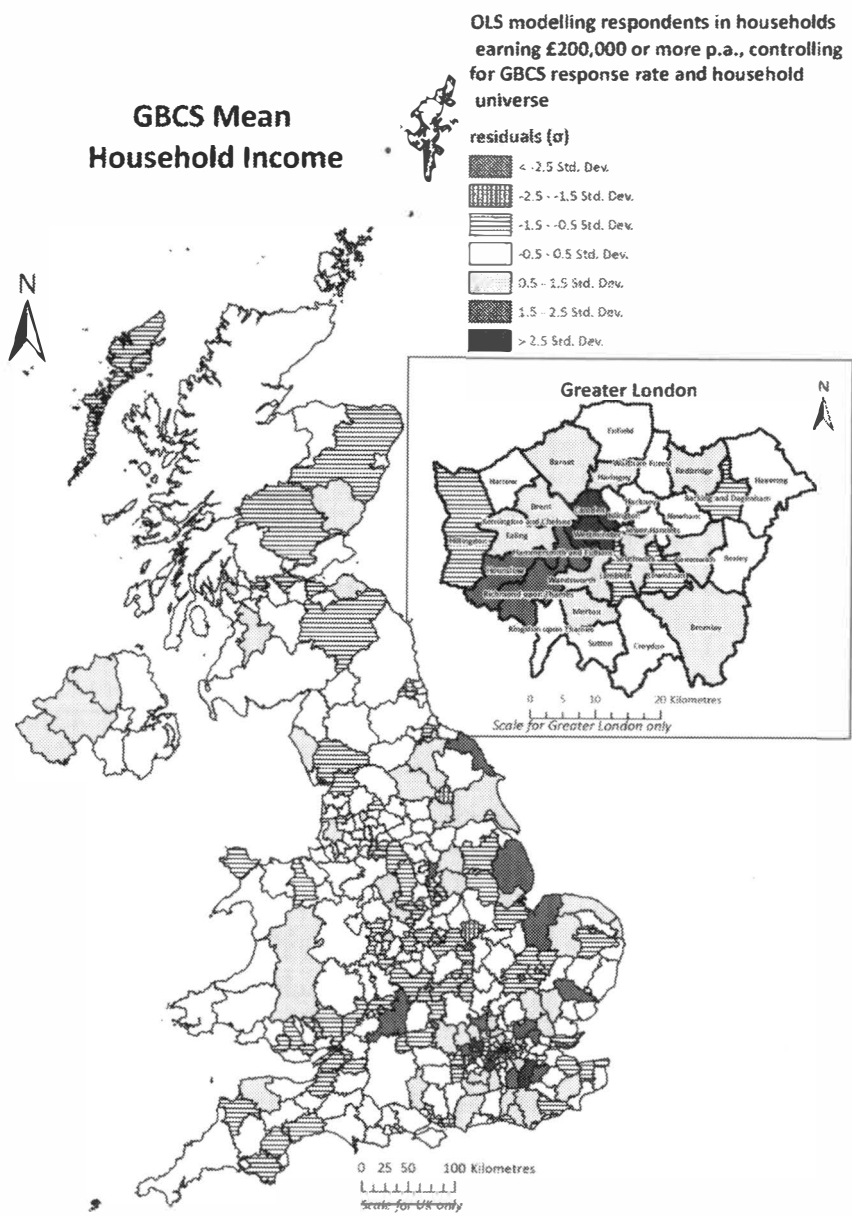 OLS modelling respondents in households
earning £200,000 or more p.a., controlling
for GBCS response rate and household
universe
GBCS Mean
Household Income
residuals (σ)
< -2.5 Std. Dev.
-2.5 - -1.5 Std. Dev.
-1.5 - -0.5 Std. Dev.
-0.5 - 0.5 Std. Dev.
0.5 - 1.5 Std. Dev.
1.5 - 2.5 Std. Dev.
> 2.5 Std. Dev.
N
Greater London
N
Enfield
Barnet
Waltham Forest
Haringey
Redbridge
Havering
Harrow
Hackney
Barking and Dagenham
Brent
Newham
Kensington and Chelsea
Ealing
Hillingdon
Bexley
Wandsworth
Lambeth
Lewisham
Richmond upon Thames
Merton
Bromley
Kingston upon Thames
Sutton
Croydon
0 5 10 20 Kilometres
Scale for Greater London only
0 25 50 100 Kilometres
Scale for UK only